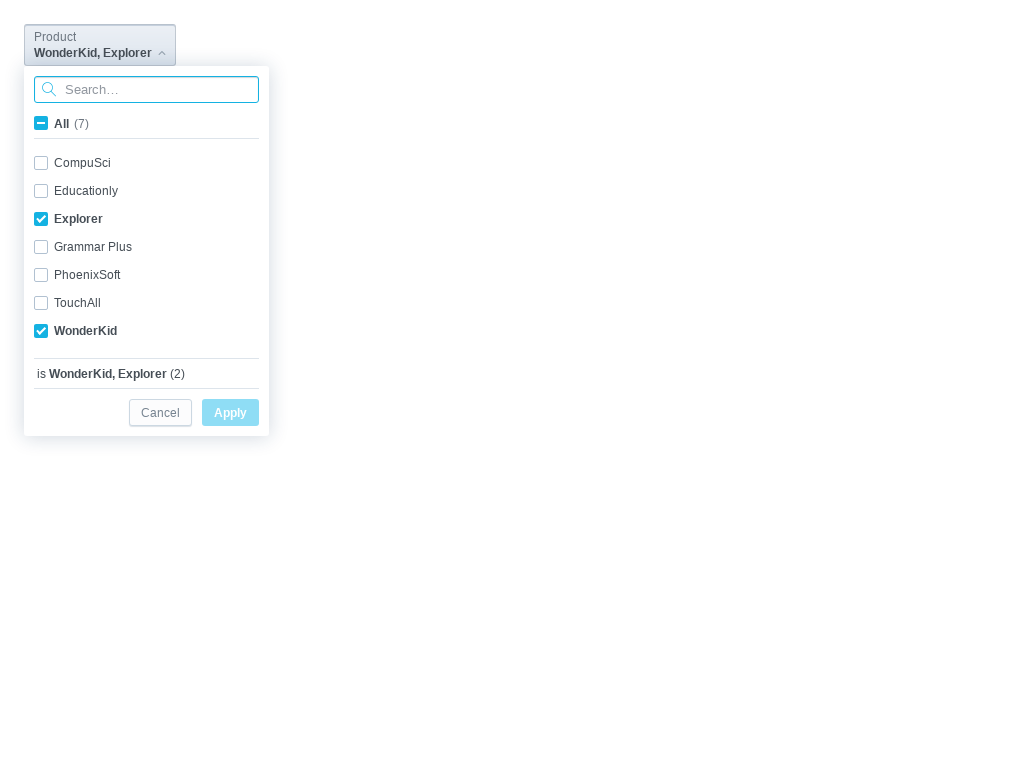 Product
WonderKid, Explorer
Search…
All (7)
CompuSci
Educationly
Explorer
Grammar Plus
PhoenixSoft
TouchAll
WonderKid
is WonderKid, Explorer (2)
Cancel Apply